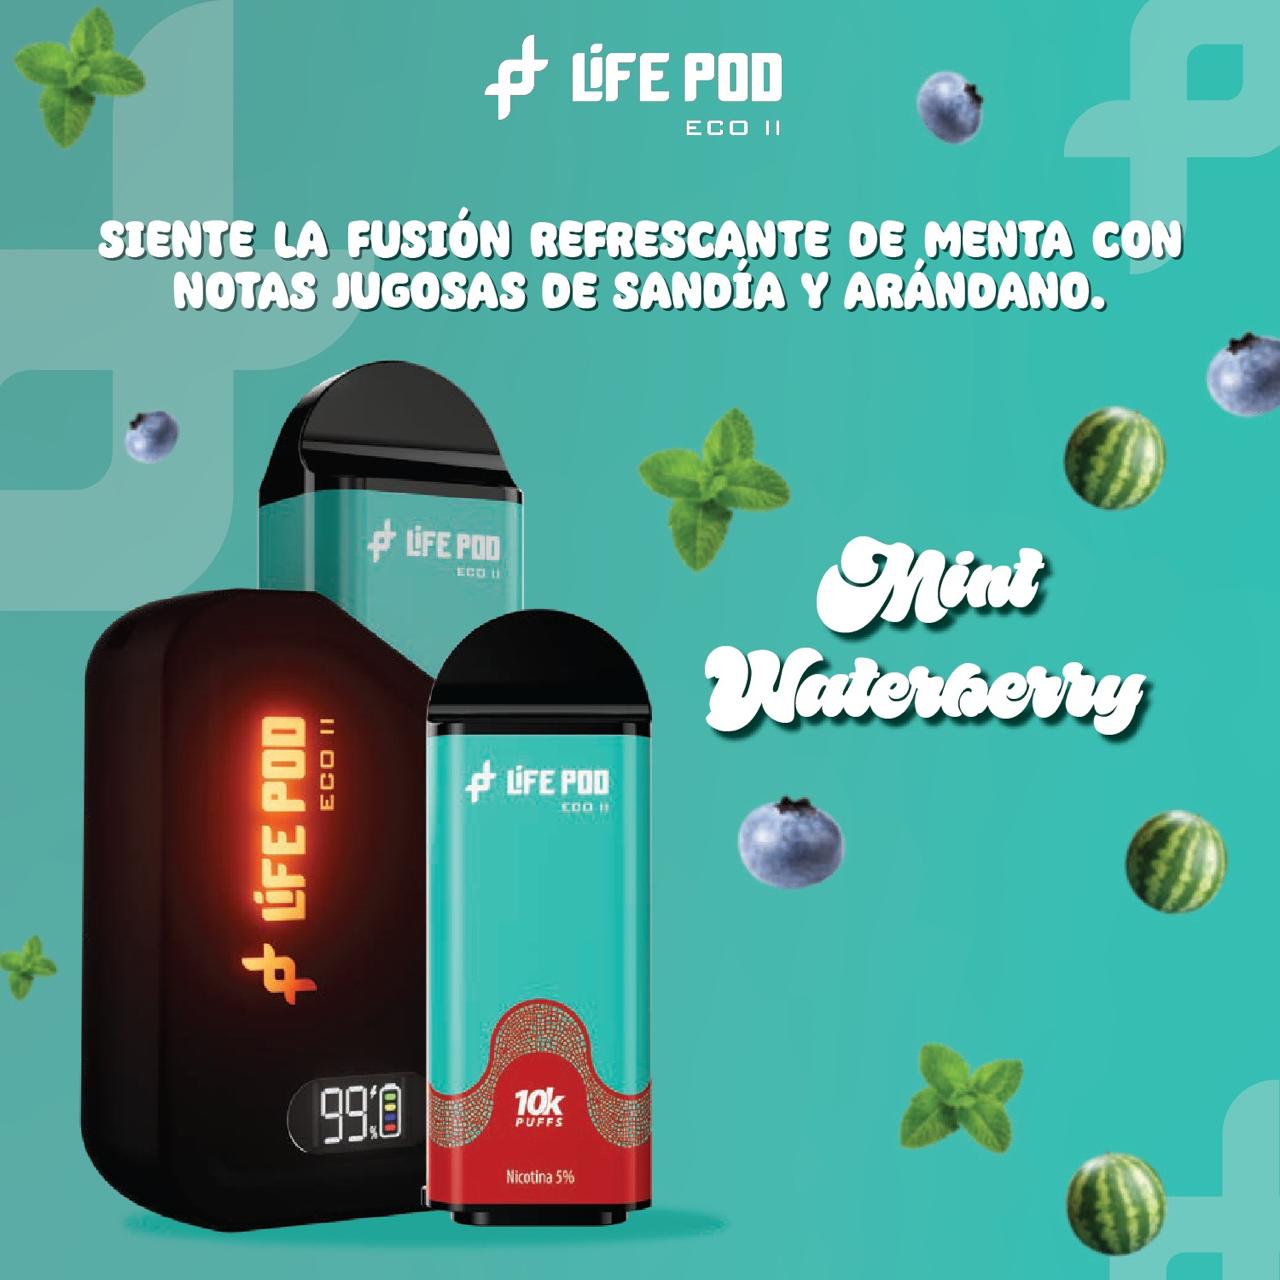 LiFE POD
ECO II
SIENTE LA FUSIÓN REFRESCANTE DE MENTA CON
NOTAS JUGOSAS DE SANDÍA Y ARÁNDANO.
LiFE POD
ECO II
Mint
Waterberry
LiFE POD
ECO II
LiFE POD
ECO II
99%
10k
PUFFS
Nicotina 5%